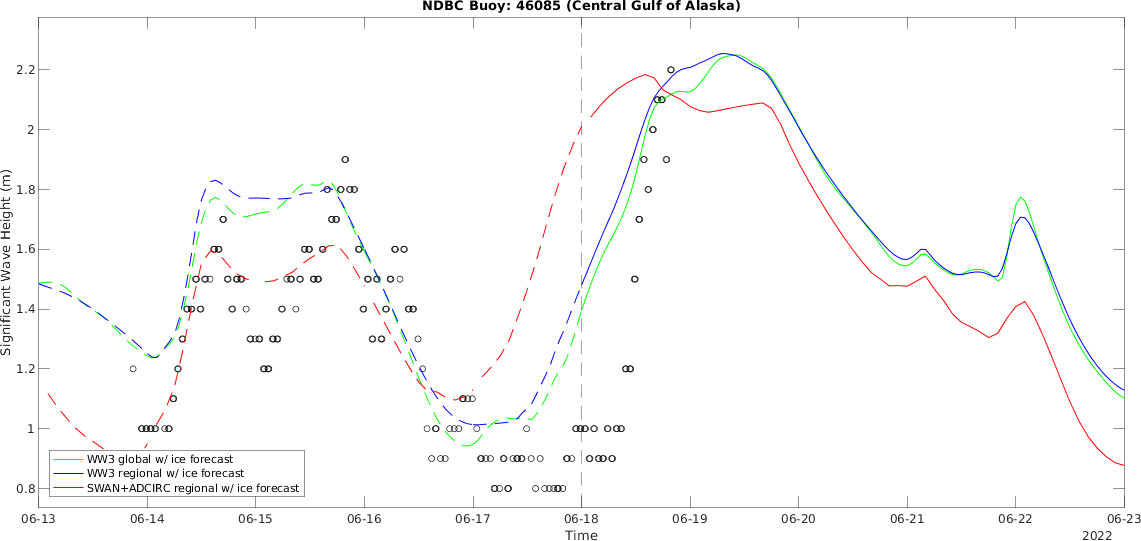 NDBC Buoy: 46085 (Central Gulf of Alaska)
Significant Wave Height (m)
2.2
2
1.8
1.6
1.4
1.2
1
0.8
WW3 global w/ ice forecast
WW3 regional w/ ice forecast
SWAN+ADCIRC regional w/ ice forecast
06-13 06-14 06-15 06-16 06-17 06-18 06-19 06-20 06-21 06-22 06-23
Time
2022